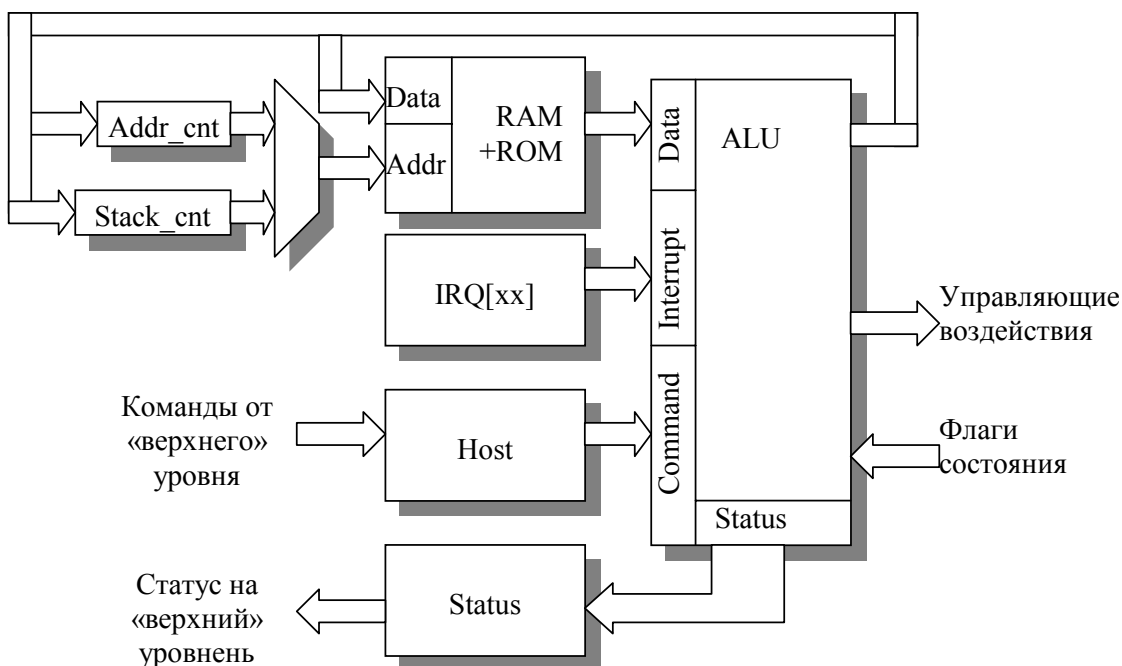 Addr_cnt
Stack_cnt
Data
Addr
RAM
+ROM
Data
Interrupt
Command
ALU
Status
IRQ[xx]
Управляющие
воздействия
Команды от
«верхнего»
уровня
Host
Флаги
состояния
Статус на
«верхний»
уровнень
Status